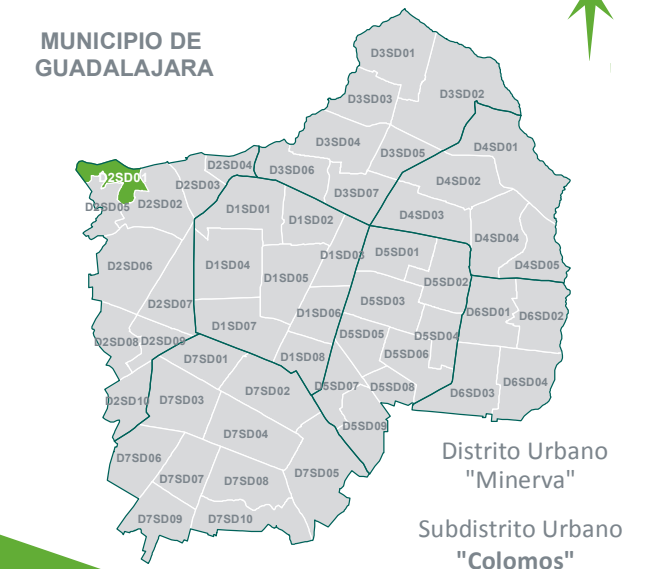 MUNICIPIO DE
GUADALAJARA
D3SD01
D3SD02
D3SD03
D3SD04
D3SD05
D4SD01
D2SD04
D3SD06
D2SD01
D2SD03
D3SD07
D4SD02
D2SD05
D2SD02
D1SD01
D1SD02
D4SD03
D4SD04
D1SD03
D5SD01
D2SD06
D1SD04
D4SD05
D1SD05
D5SD02
D2SD07
D5SD03
D1SD06
D6SD01
D6SD02
D1SD07
D5SD05
D5SD04
D2SD08
D2SD09
D5SD06
D7SD01
D1SD08
D6SD04
D7SD02
D5SD07
D5SD08
D6SD03
D2SD10
D7SD03
D5SD09
D7SD04
D7SD06
D7SD07
D7SD08
D7SD05
D7SD09
D7SD10
Distrito Urbano
"Minerva"
Subdistrito Urbano
"Colomos"